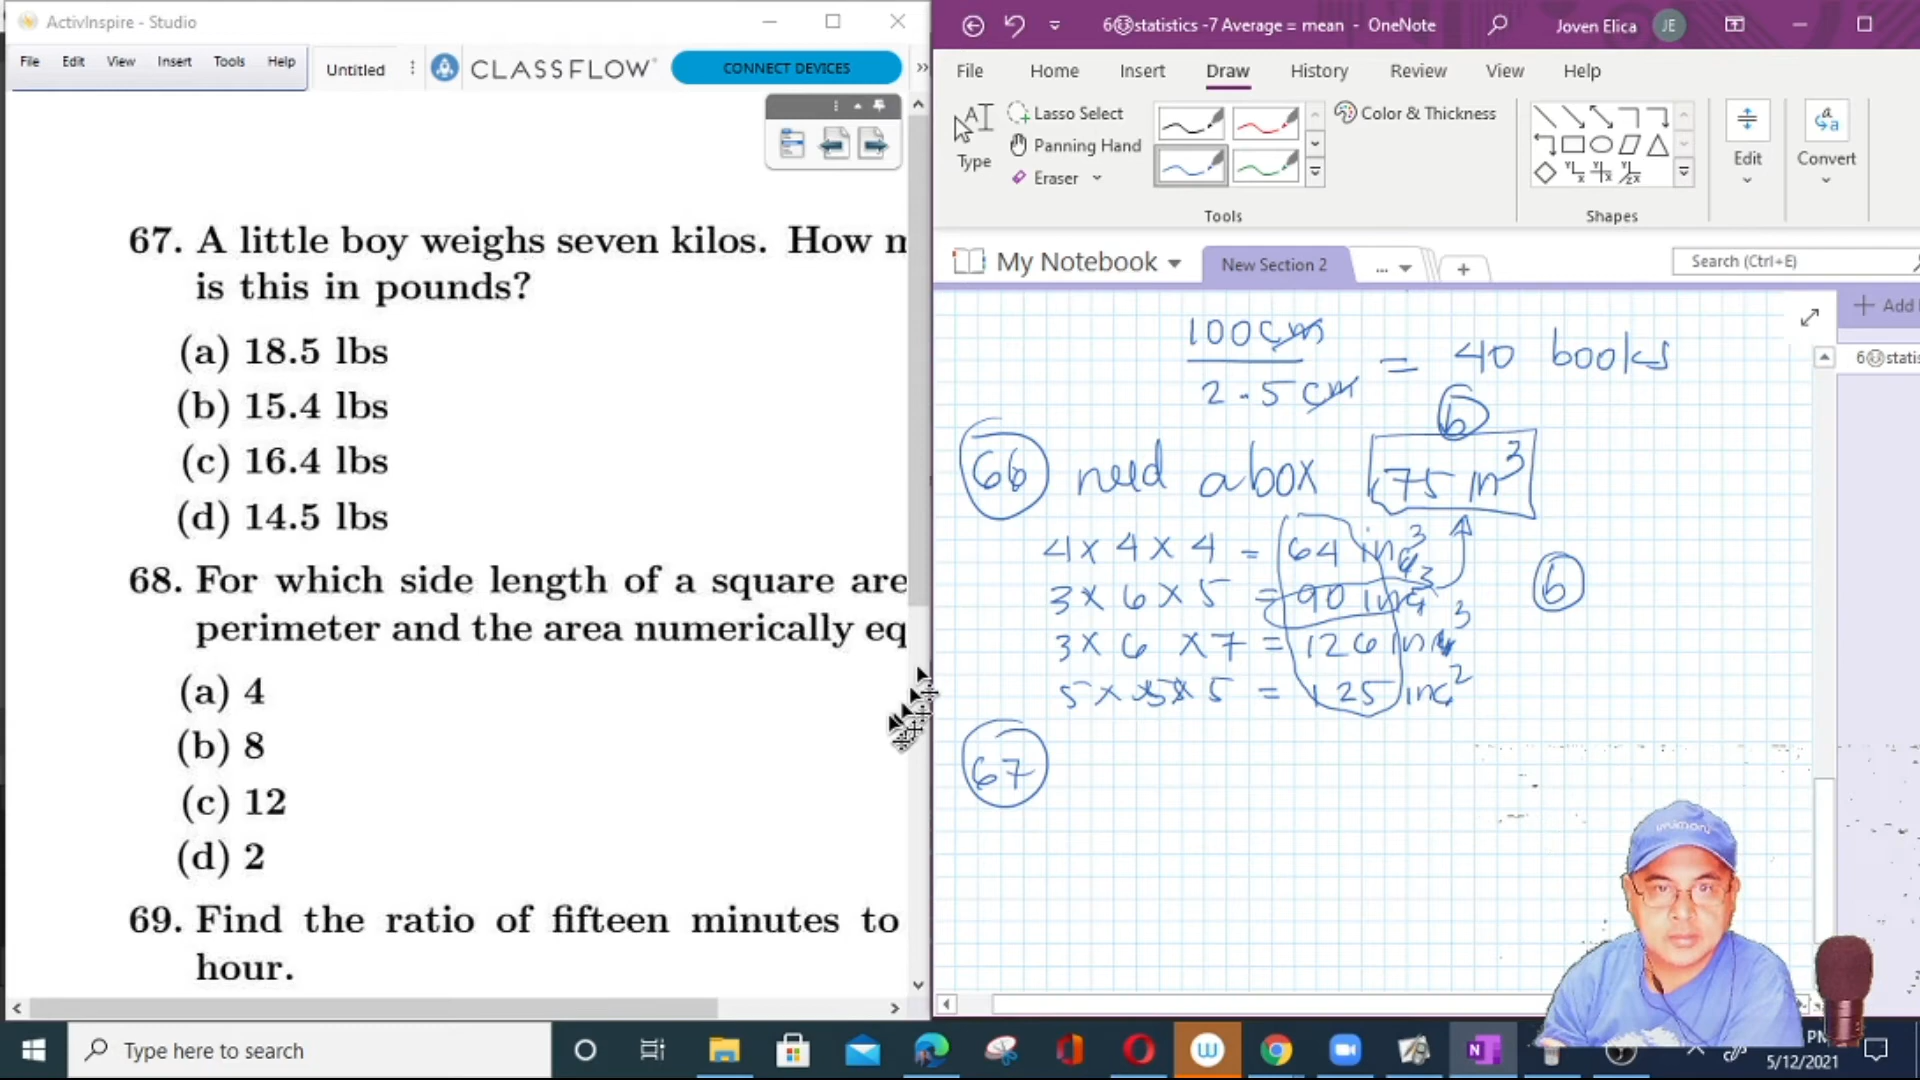 ActivInspire - Studio
File Edit View Insert Tools Help
Untitled
CLASSFLOW
CONNECT DEVICES
67. A little boy weighs seven kilos. How m
is this in pounds?
(a) 18.5 lbs
(b) 15.4 lbs
(c) 16.4 lbs
(d) 14.5 lbs
68. For which side length of a square are
perimeter and the area numerically eq
(a) 4
(b) 8
(c) 12
(d) 2
69. Find the ratio of fifteen minutes to
hour.
6 statistics -7 Average = mean - OneNote
Joven Elica JE
File Home Insert Draw History Review View Help
Type
Lasso Select
Panning Hand
Eraser
Color & Thickness
Edit
Convert
Tools
Shapes
My Notebook
New Section 2
...
Search (Ctrl+E)
Add
6 statis
100cm
2.5cm
= 40 books
b
66 need a box 75 in³
4 x 4 x 4 = 64 in³
3 x 6 x 5 = 90 in³
b
3 x 6 x 7 = 126 in³
5 x 5 x 5 = 125 in²
67
Type here to search
5/12/2021